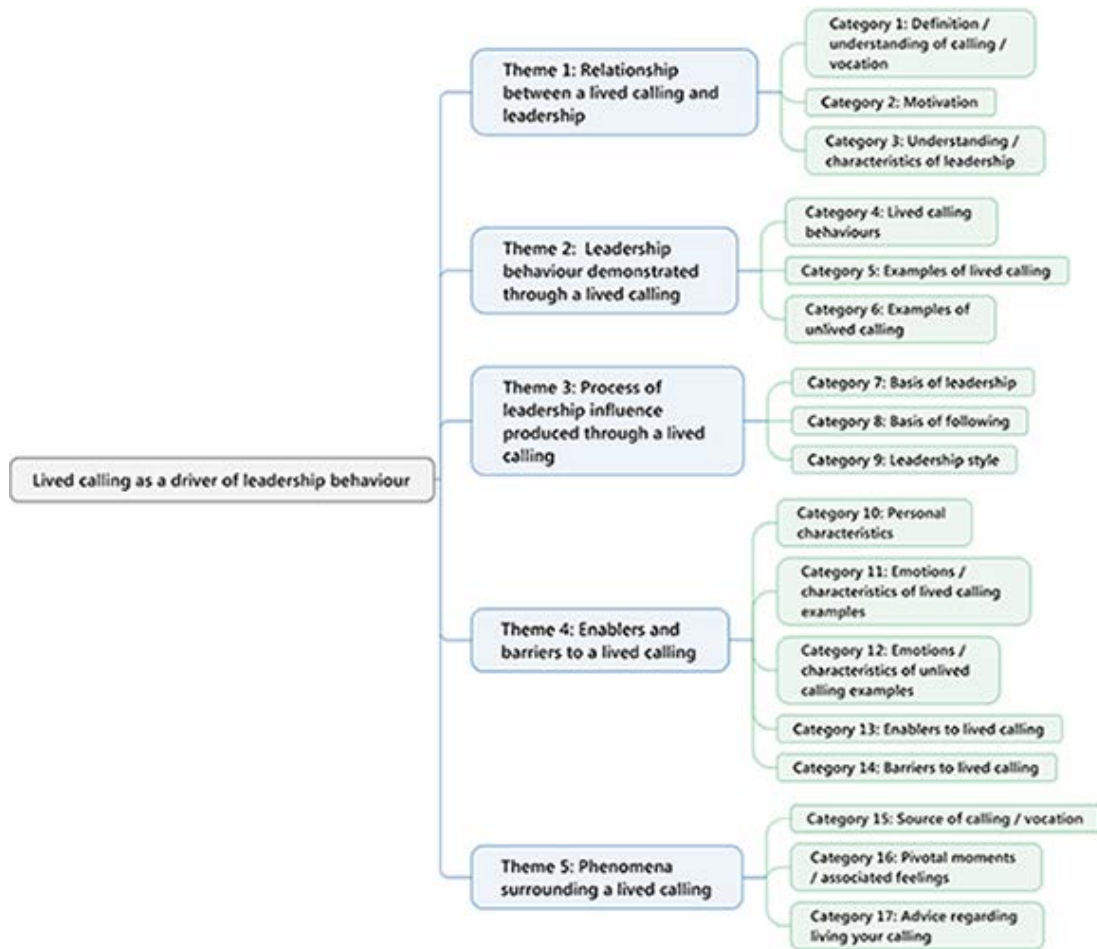 Lived calling as a driver of leadership behaviour
Theme 1: Relationship
between a lived calling and
leadership
Category 1: Definition /
understanding of calling /
vocation
Category 2: Motivation
Category 3: Understanding /
characteristics of leadership
Theme 2: Leadership
behaviour demonstrated
through a lived calling
Category 4: Lived calling
behaviours
Category 5: Examples of lived calling
Category 6: Examples of
unlived calling
Theme 3: Process of
leadership influence
produced through a lived
calling
Category 7: Basis of leadership
Category 8: Basis of following
Category 9: Leadership style
Theme 4: Enablers and
barriers to a lived calling
Category 10: Personal
characteristics
Category 11: Emotions /
characteristics of lived calling
examples
Category 12: Emotions /
characteristics of unlived
calling examples
Category 13: Enablers to lived calling
Category 14: Barriers to lived calling
Theme 5: Phenomena
surrounding a lived calling
Category 15: Source of calling / vocation
Category 16: Pivotal moments
/ associated feelings
Category 17: Advice regarding
living your calling